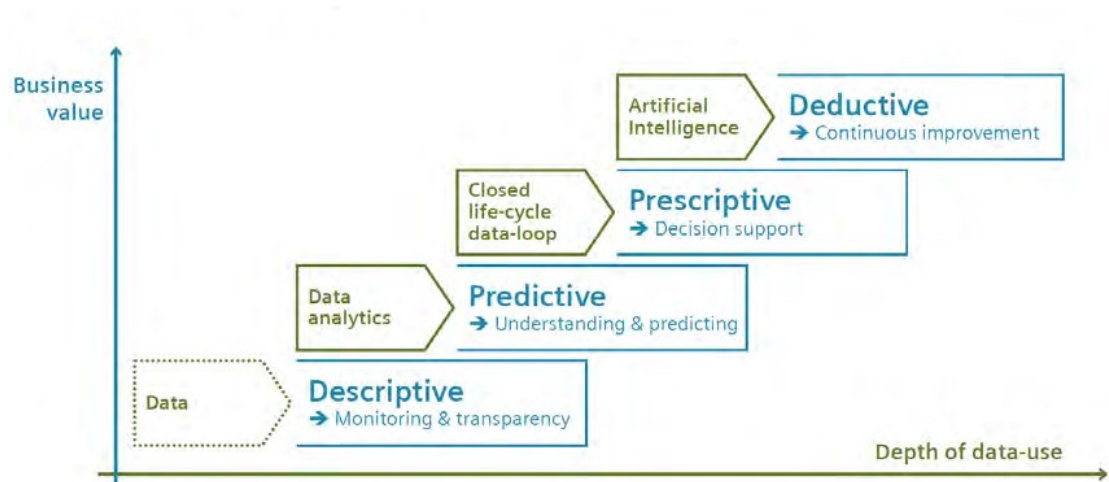 Business
value
Artificial
Intelligence
Deductive
➔ Continuous improvement
Closed
life-cycle
data-loop
Prescriptive
➔ Decision support
Data
analytics
Predictive
➔ Understanding & predicting
Data
Descriptive
➔ Monitoring & transparency
Depth of data-use